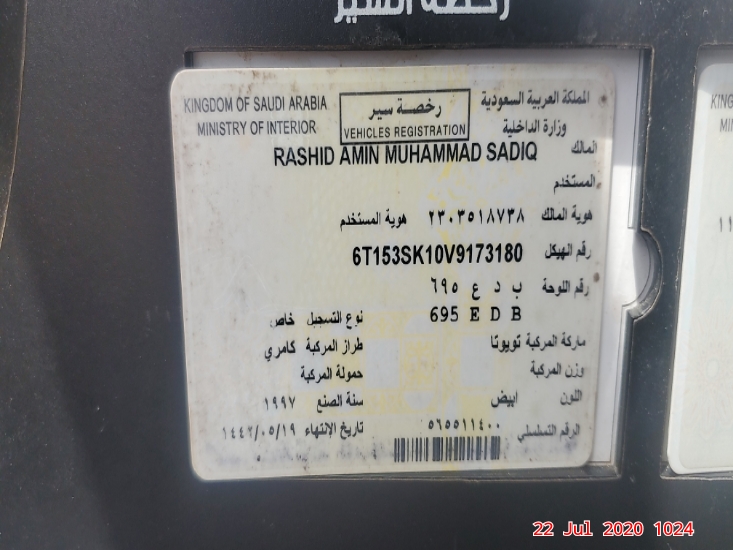 رخصة السير
KINGDOM OF SAUDI ARABIA رخصة سير المملكة العربية السعودية
MINISTRY OF INTERIOR VEHICLES REGISTRATION وزارة الداخلية
المالك RASHID AMIN MUHAMMAD SADIQ
المستخدم
هوية المالك ٢٣٠٣٥١٨٧٣٨ هوية المستخدم
رقم الهيكل 6T153SK10V9173180
رقم اللوحة ب د ع ٦٩٥
695 E D B نوع التسجيل خاص
ماركة المركبة تويوتا طراز المركبة كامري
وزن المركبة حمولة المركبة
اللون ابيض سنة الصنع ١٩٩٧
الرقم التسلسلي ٥٦٥٥١١٤٠٠ تاريخ الإنتهاء ١٤٤٢/٠٥/١٩
22 Jul 2020 1024